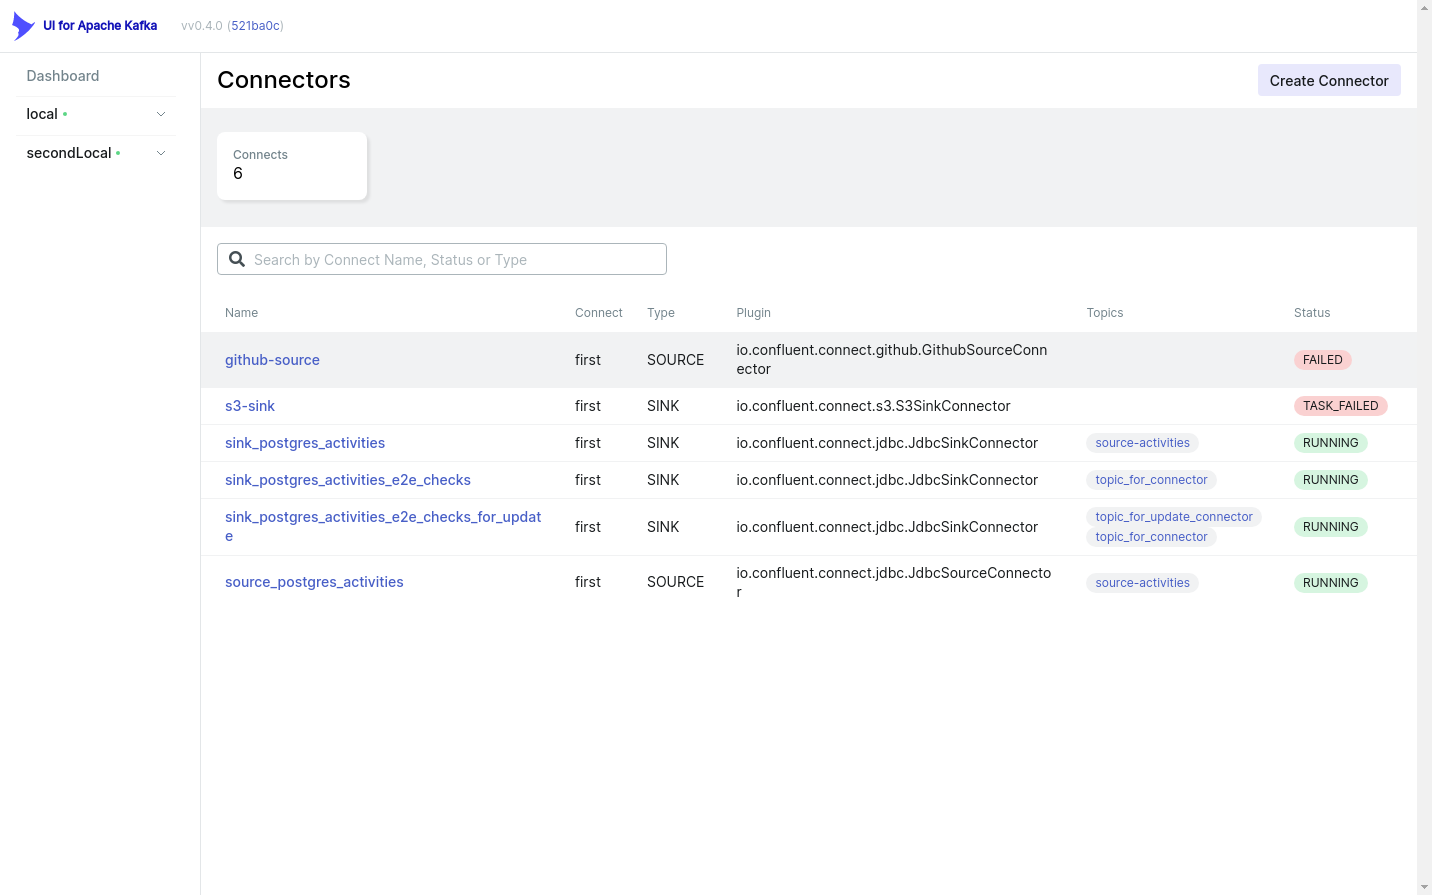 UI for Apache Kafka vv0.4.0 (521ba0c)
Dashboard
local
secondLocal
Connectors
Create Connector
Connects
6
Search by Connect Name, Status or Type
Name Connect Type Plugin Topics Status
github-source first SOURCE io.confluent.connect.github.GithubSourceConn
ector FAILED
s3-sink first SINK io.confluent.connect.s3.S3SinkConnector TASK_FAILED
sink_postgres_activities first SINK io.confluent.connect.jdbc.JdbcSinkConnector source-activities RUNNING
sink_postgres_activities_e2e_checks first SINK io.confluent.connect.jdbc.JdbcSinkConnector topic_for_connector RUNNING
sink_postgres_activities_e2e_checks_for_updat
e first SINK io.confluent.connect.jdbc.JdbcSinkConnector topic_for_update_connector
topic_for_connector RUNNING
source_postgres_activities first SOURCE io.confluent.connect.jdbc.JdbcSourceConnecto
r source-activities RUNNING